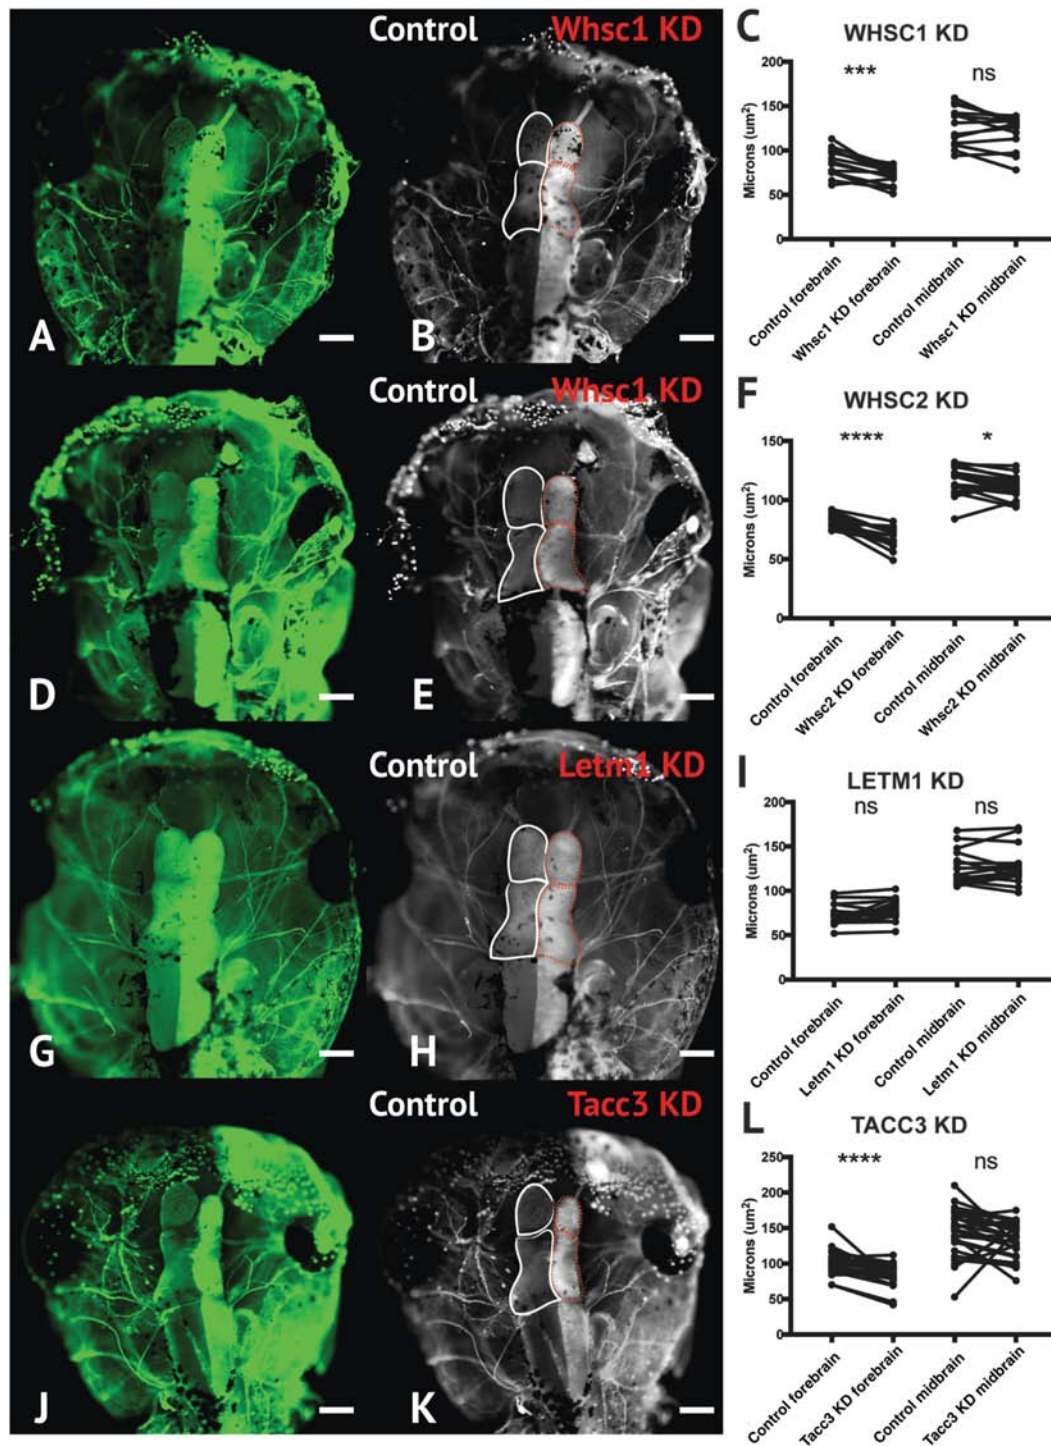 Control Whsc1 KD
A
B
C
WHSC1 KD
*** ns
Microns (um²)
200
150
100
50
0
Control forebrain
Whsc1 KD forebrain
Control midbrain
Whsc1 KD midbrain
Control Whsc1 KD
D
E
F
WHSC2 KD
**** *
Microns (um²)
150
100
50
0
Control forebrain
Whsc2 KD forebrain
Control midbrain
Whsc2 KD midbrain
Control Letm1 KD
G
H
I
LETM1 KD
ns ns
Microns (um²)
200
150
100
50
0
Control forebrain
Letm1 KD forebrain
Control midbrain
Letm1 KD midbrain
Control Tacc3 KD
J
K
L
TACC3 KD
**** ns
Microns (um²)
250
200
150
100
50
0
Control forebrain
Tacc3 KD forebrain
Control midbrain
Tacc3 KD midbrain